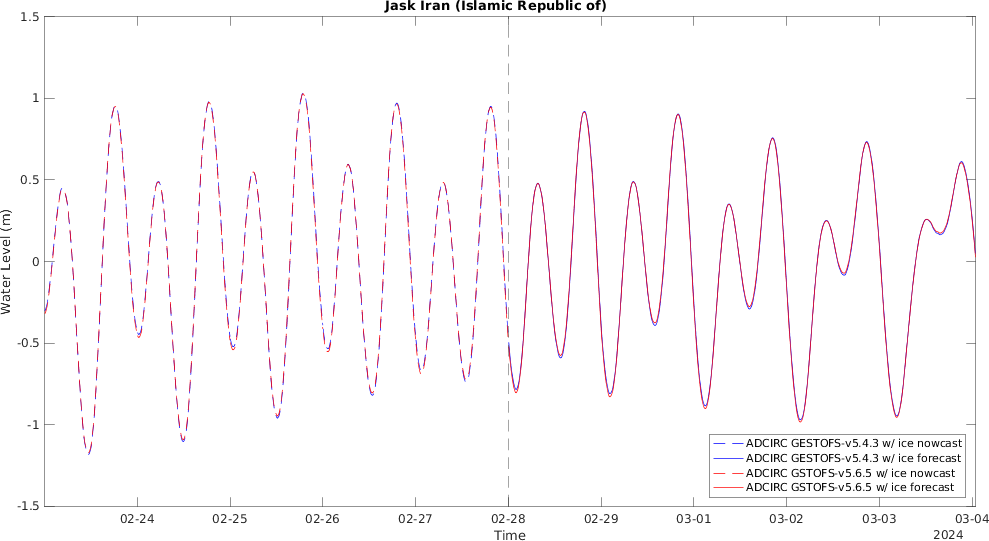 Jask Iran (Islamic Republic of)
1.5
1
0.5
0
-0.5
-1
-1.5
Water Level (m)
02-24
02-25
02-26
02-27
02-28
02-29
03-01
03-02
03-03
03-04
Time
2024
ADCIRC GESTOFS-v5.4.3 w/ ice nowcast
ADCIRC GESTOFS-v5.4.3 w/ ice forecast
ADCIRC GSTOFS-v5.6.5 w/ ice nowcast
ADCIRC GSTOFS-v5.6.5 w/ ice forecast